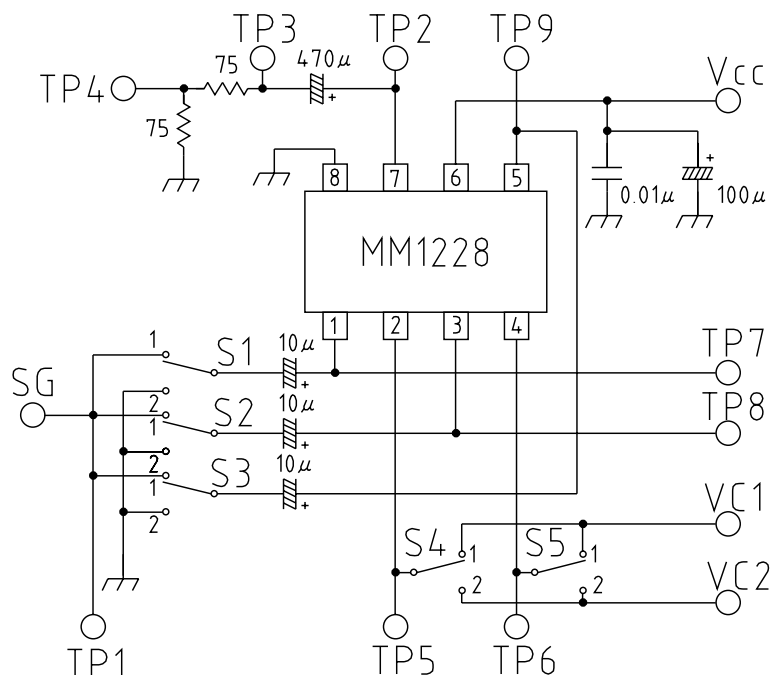 TP3
TP2
TP9
75
470μ
Vcc
TP4
75
+
+
8
7
6
5
0.01μ
100μ
MM1228
1
2
3
4
10μ
1
S1
TP7
+
SG
2
10μ
TP8
1
S2
+
2
10μ
1
S3
+
2
VC1
S4
1
S5
1
2
2
VC2
TP1
TP5
TP6